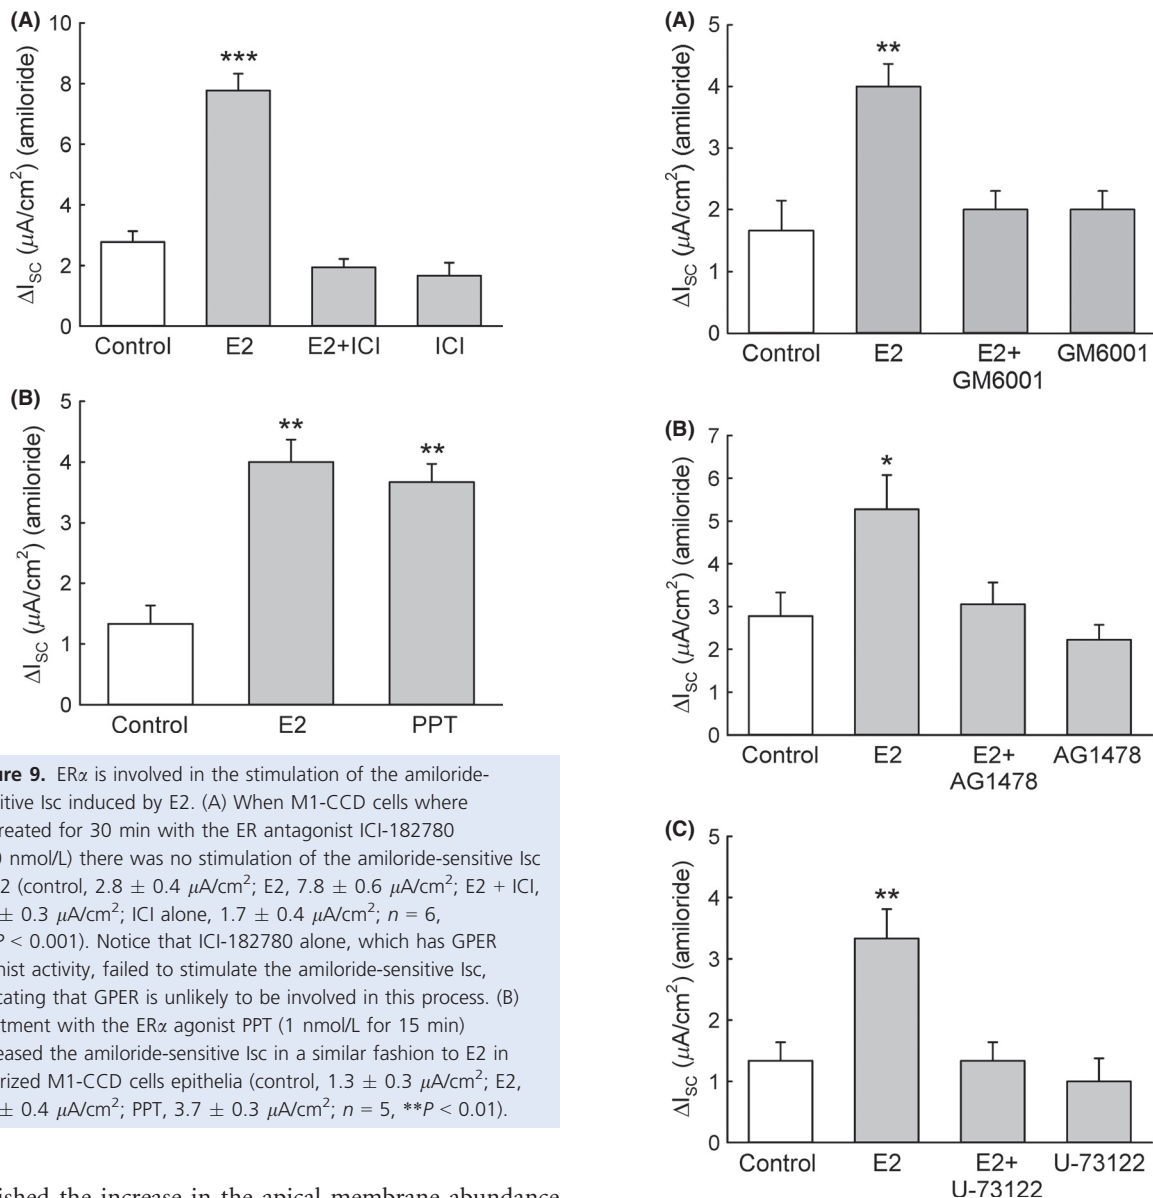 (A)
10
8
6
4
2
0
ΔI_SC (μA/cm²) (amiloride)
***
Control E2 E2+ICI ICI
(B)
5
4
3
2
1
0
ΔI_SC (μA/cm²) (amiloride)
**
**
Control E2 PPT
ure 9. ERα is involved in the stimulation of the amiloride-
itive Isc induced by E2. (A) When M1-CCD cells where
reated for 30 min with the ER antagonist ICI-182780
nmol/L) there was no stimulation of the amiloride-sensitive Isc
2 (control, 2.8 ± 0.4 μA/cm²; E2, 7.8 ± 0.6 μA/cm²; E2 + ICI,
± 0.3 μA/cm²; ICI alone, 1.7 ± 0.4 μA/cm²; n = 6,
P < 0.001). Notice that ICI-182780 alone, which has GPER
nist activity, failed to stimulate the amiloride-sensitive Isc,
cating that GPER is unlikely to be involved in this process. (B)
tment with the ERα agonist PPT (1 nmol/L for 15 min)
eased the amiloride-sensitive Isc in a similar fashion to E2 in
rized M1-CCD cells epithelia (control, 1.3 ± 0.3 μA/cm²; E2,
± 0.4 μA/cm²; PPT, 3.7 ± 0.3 μA/cm²; n = 5, **P < 0.01).
ished the increase in the apical membrane abundance
(A)
5
4
3
2
1
0
ΔI_SC (μA/cm²) (amiloride)
**
Control E2 E2+ GM6001
GM6001
(B)
7
6
5
4
3
2
1
0
ΔI_SC (μA/cm²) (amiloride)
*
Control E2 E2+ AG1478
AG1478
(C)
5
4
3
2
1
0
ΔI_SC (μA/cm²) (amiloride)
**
Control E2 E2+ U-73122
U-73122